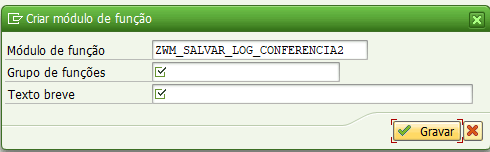 Criar módulo de função
Módulo de função ZWM_SALVAR_LOG_CONFERENCIA2
Grupo de funções
Texto breve
Gravar